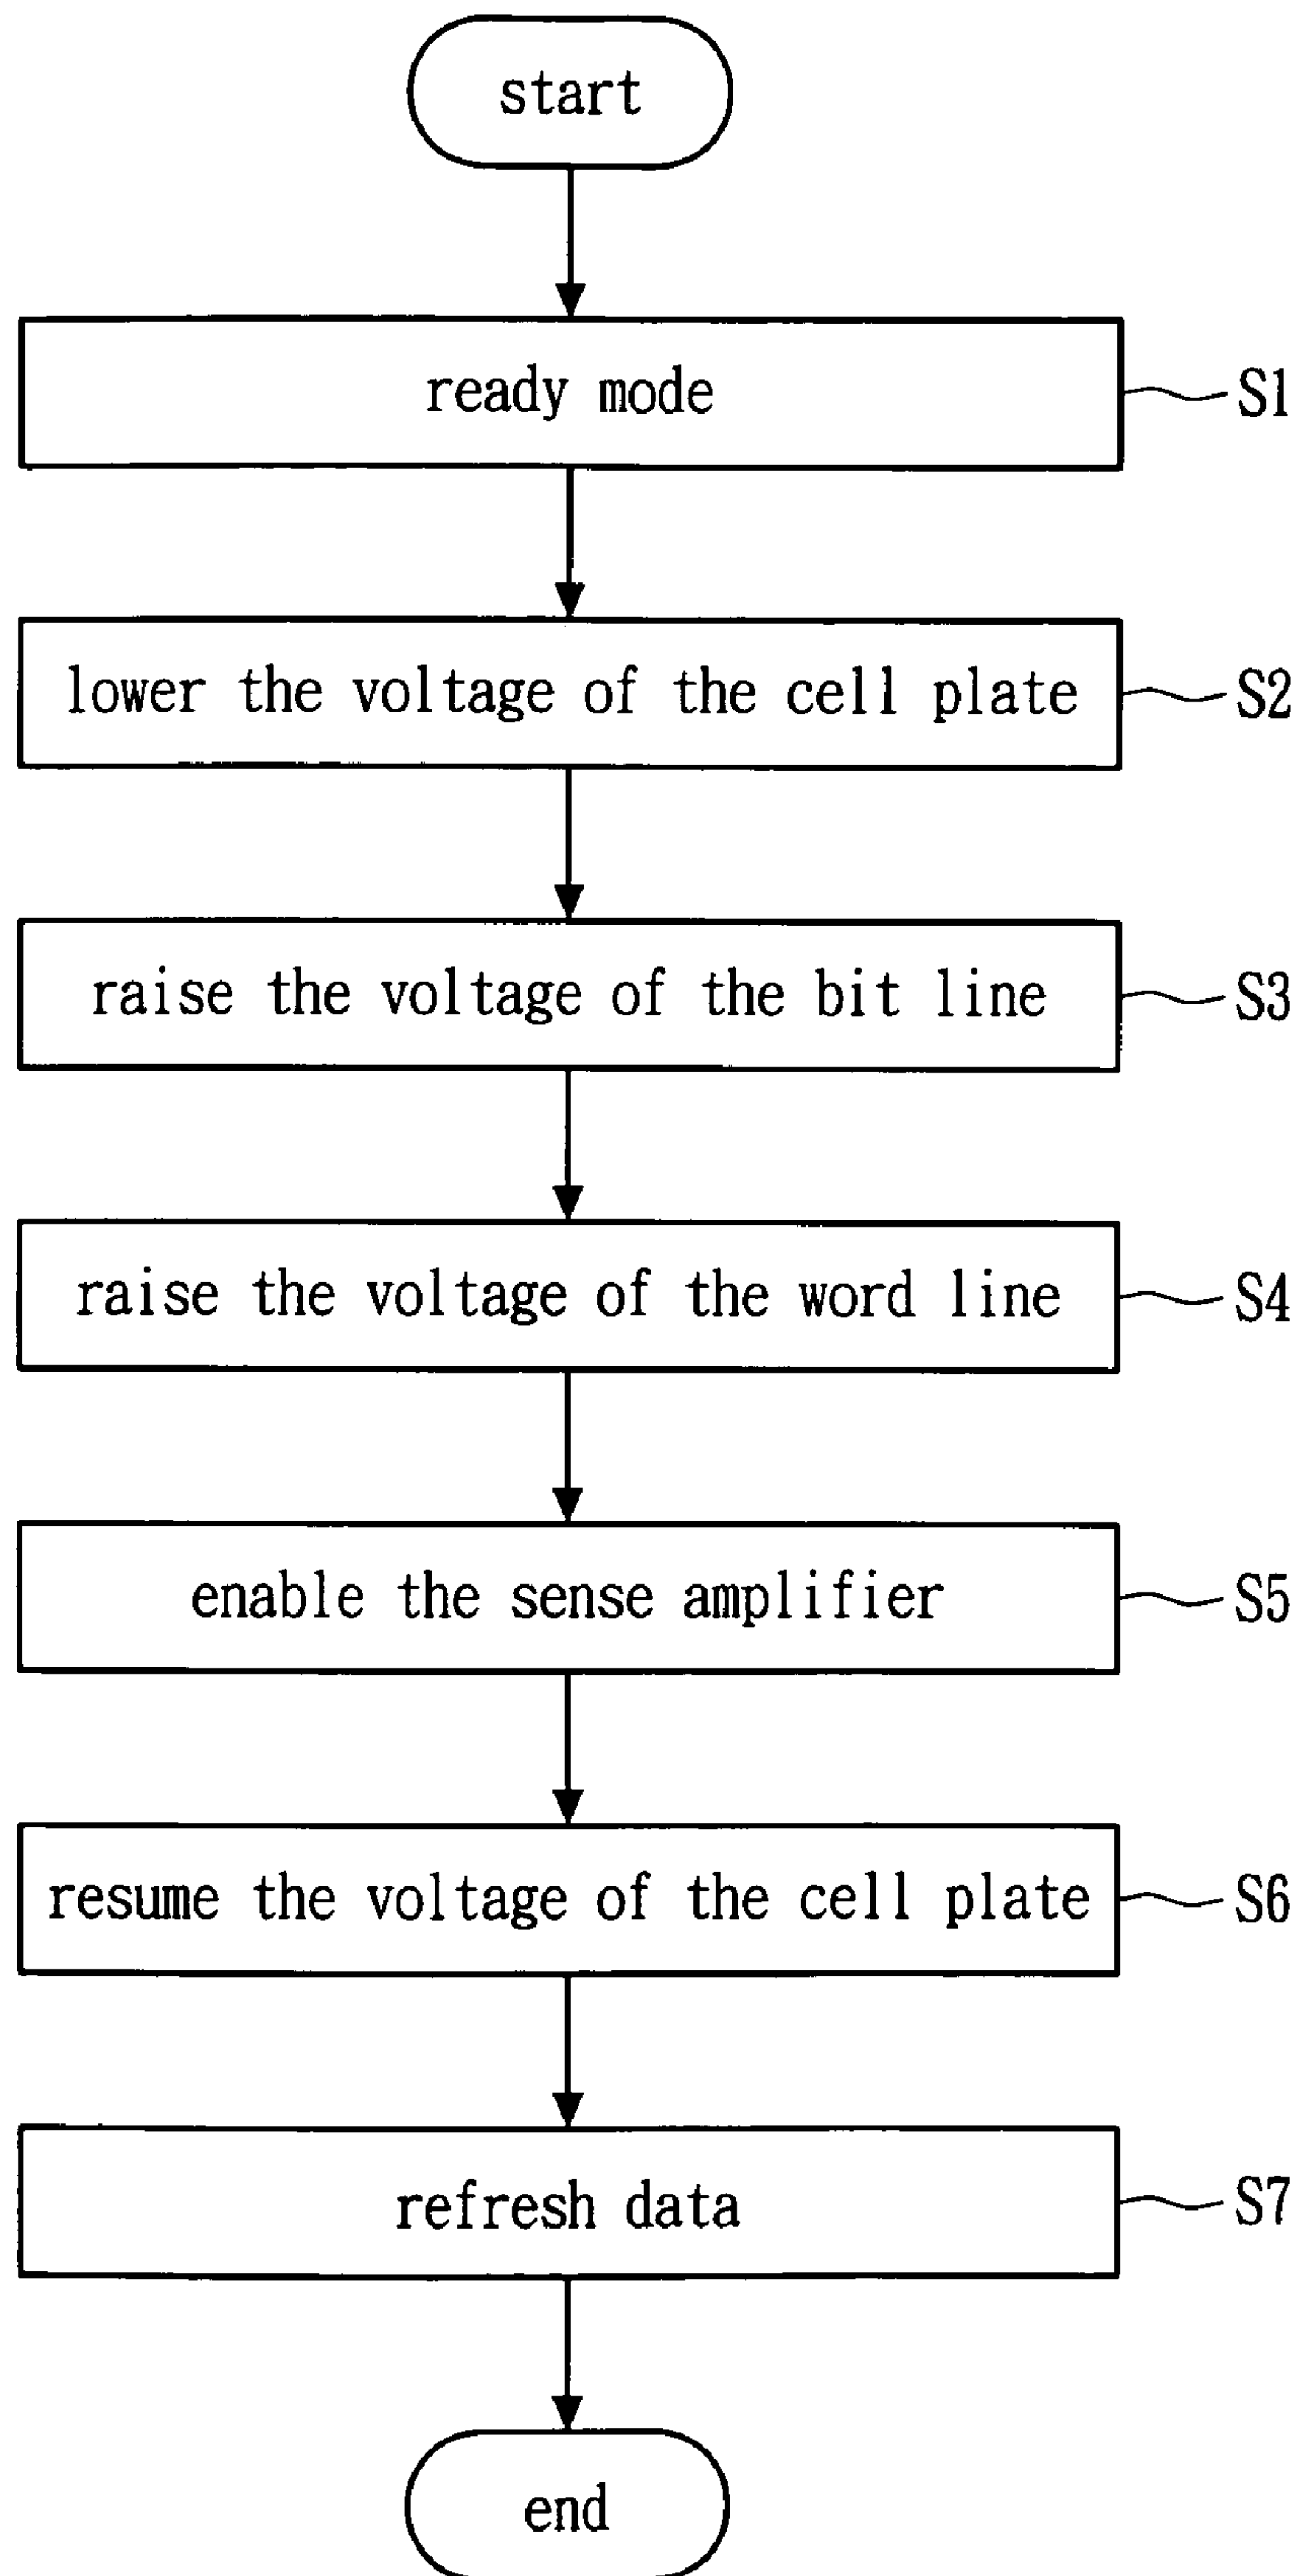 start
ready mode
S1
lower the voltage of the cell plate
S2
raise the voltage of the bit line
S3
raise the voltage of the word line
S4
enable the sense amplifier
S5
resume the voltage of the cell plate
S6
refresh data
S7
end